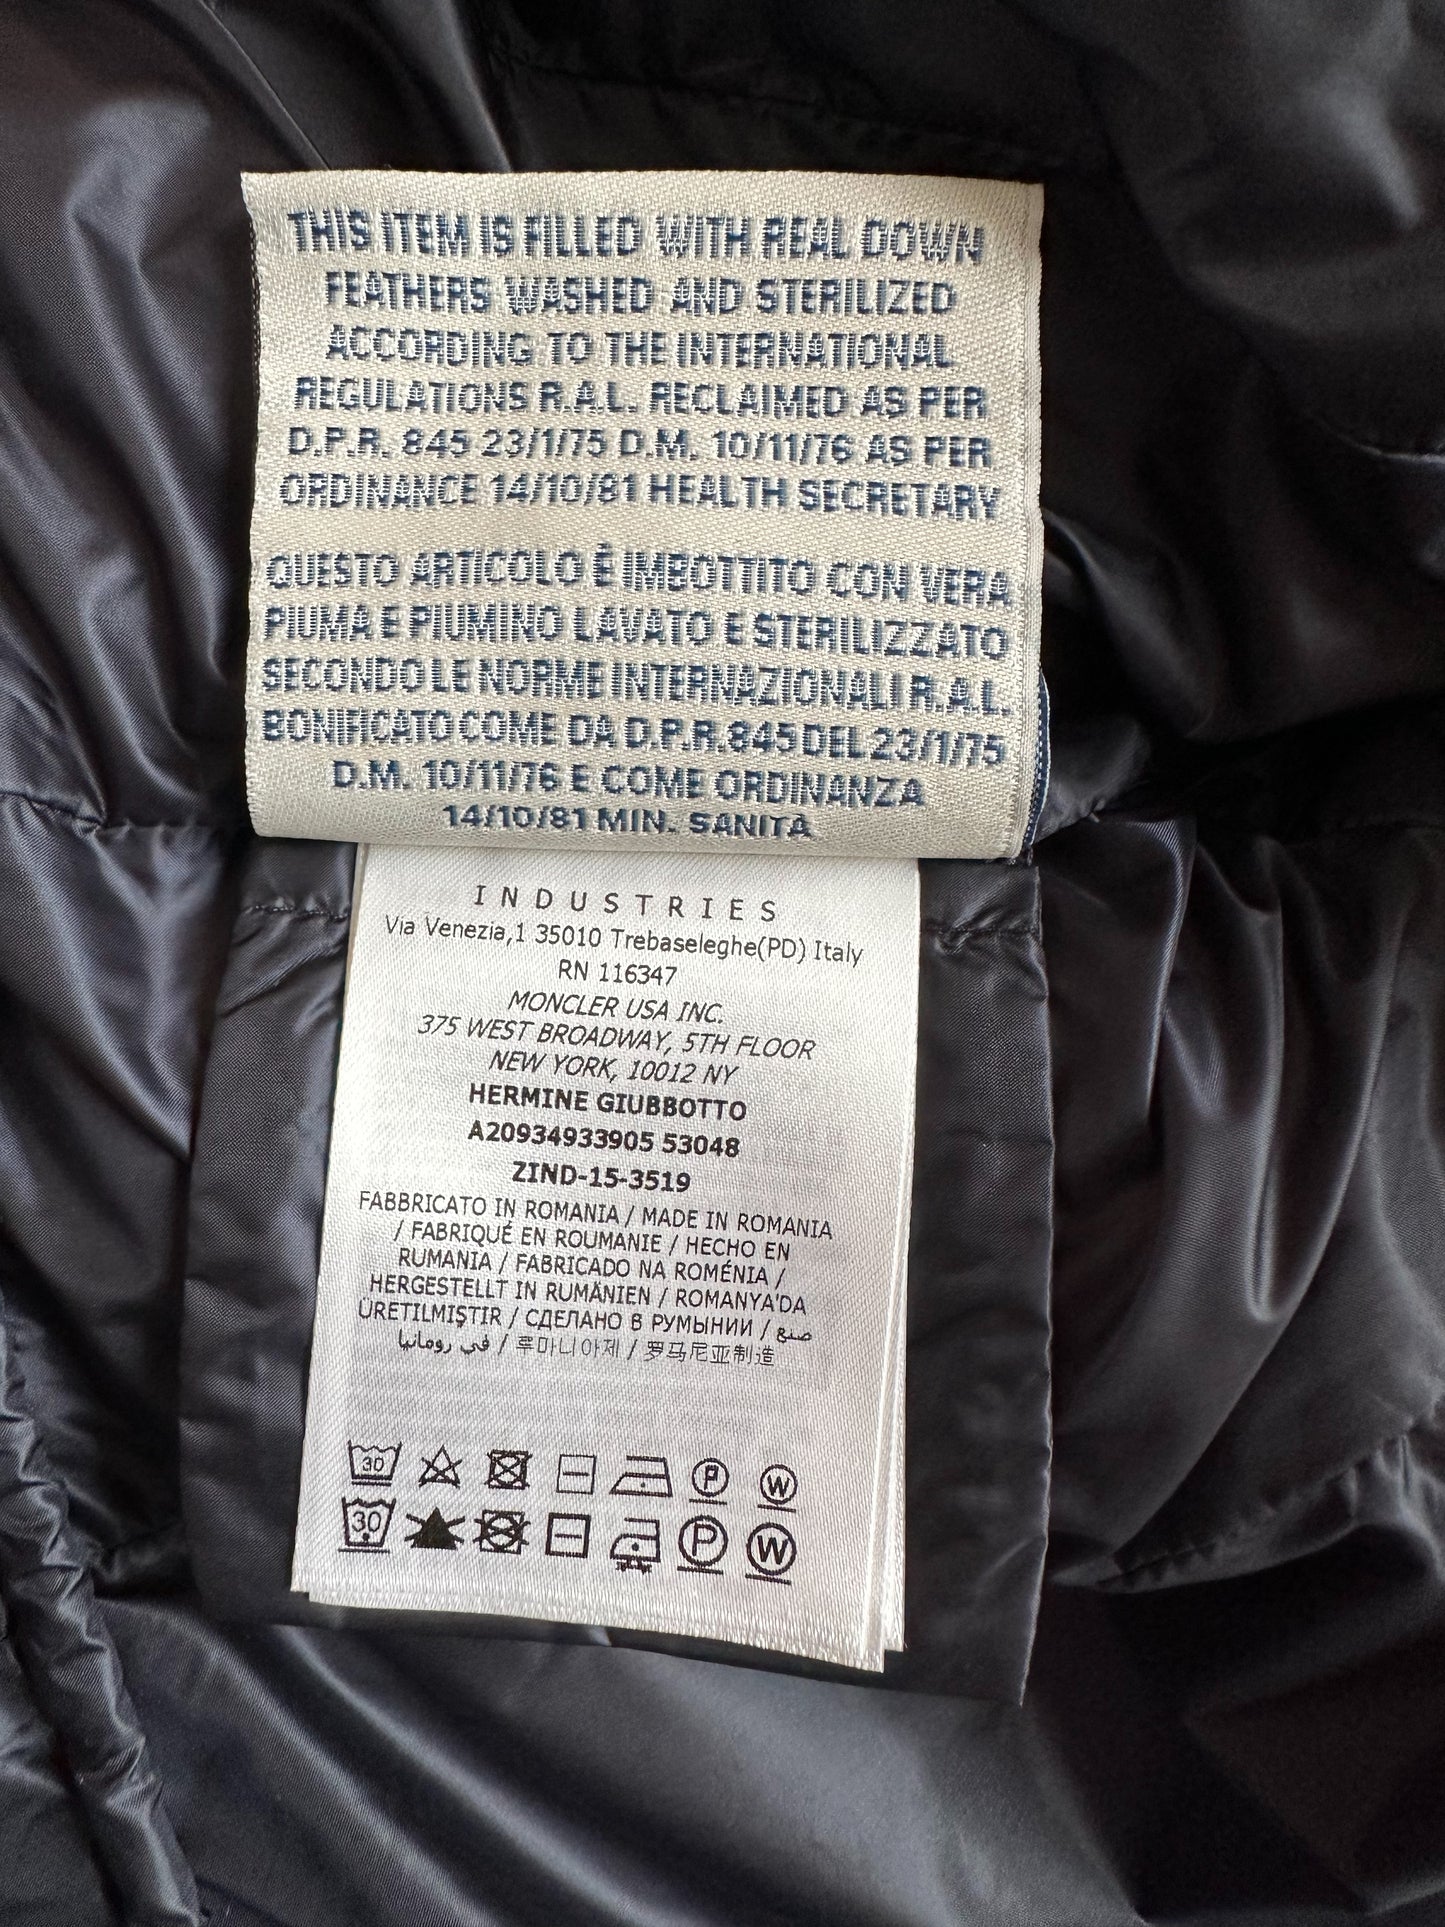 THIS ITEM IS FILLED WITH REAL DOWN
FEATHERS WASHED AND STERILIZED
ACCORDING TO THE INTERNATIONAL
REGULATIONS R.A.L. RECLAIMED AS PER
D.P.R. 845 23/1/75 D.M. 10/11/76 AS PER
ORDINANCE 14/10/81 HEALTH SECRETARY
QUESTO ARTICOLO È IMBOTTITO CON VERA
PIUMA E PIUMINO LAVATO E STERILIZZATO
SECONDO LE NORME INTERNAZIONALI R.A.L.
BONIFICATO COME DA D.P.R. 845 DEL 23/1/75
D.M. 10/11/76 E COME ORDINANZA
14/10/81 MIN. SANITÀ
INDUSTRIES
Via Venezia,1 35010 Trebaseleghe(PD) Italy
RN 116347
MONCLER USA INC.
375 WEST BROADWAY, 5TH FLOOR
NEW YORK, 10012 NY
HERMINE GIUBBOTTO
A20934933905 53048
ZIND-15-3519
FABBRICATO IN ROMANIA / MADE IN ROMANIA
/ FABRIQUÉ EN ROUMANIE / HECHO EN
RUMANIA / FABRICADO NA ROMÉNIA /
HERGESTELLT IN RUMÄNIEN / ROMANYA'DA
ÜRETILMIŞTIR / СДЕЛАНО В РУМЫНИИ / صنع
في رومانيا / 루마니아제 / 罗马尼亚制造
30 P W
30 P W